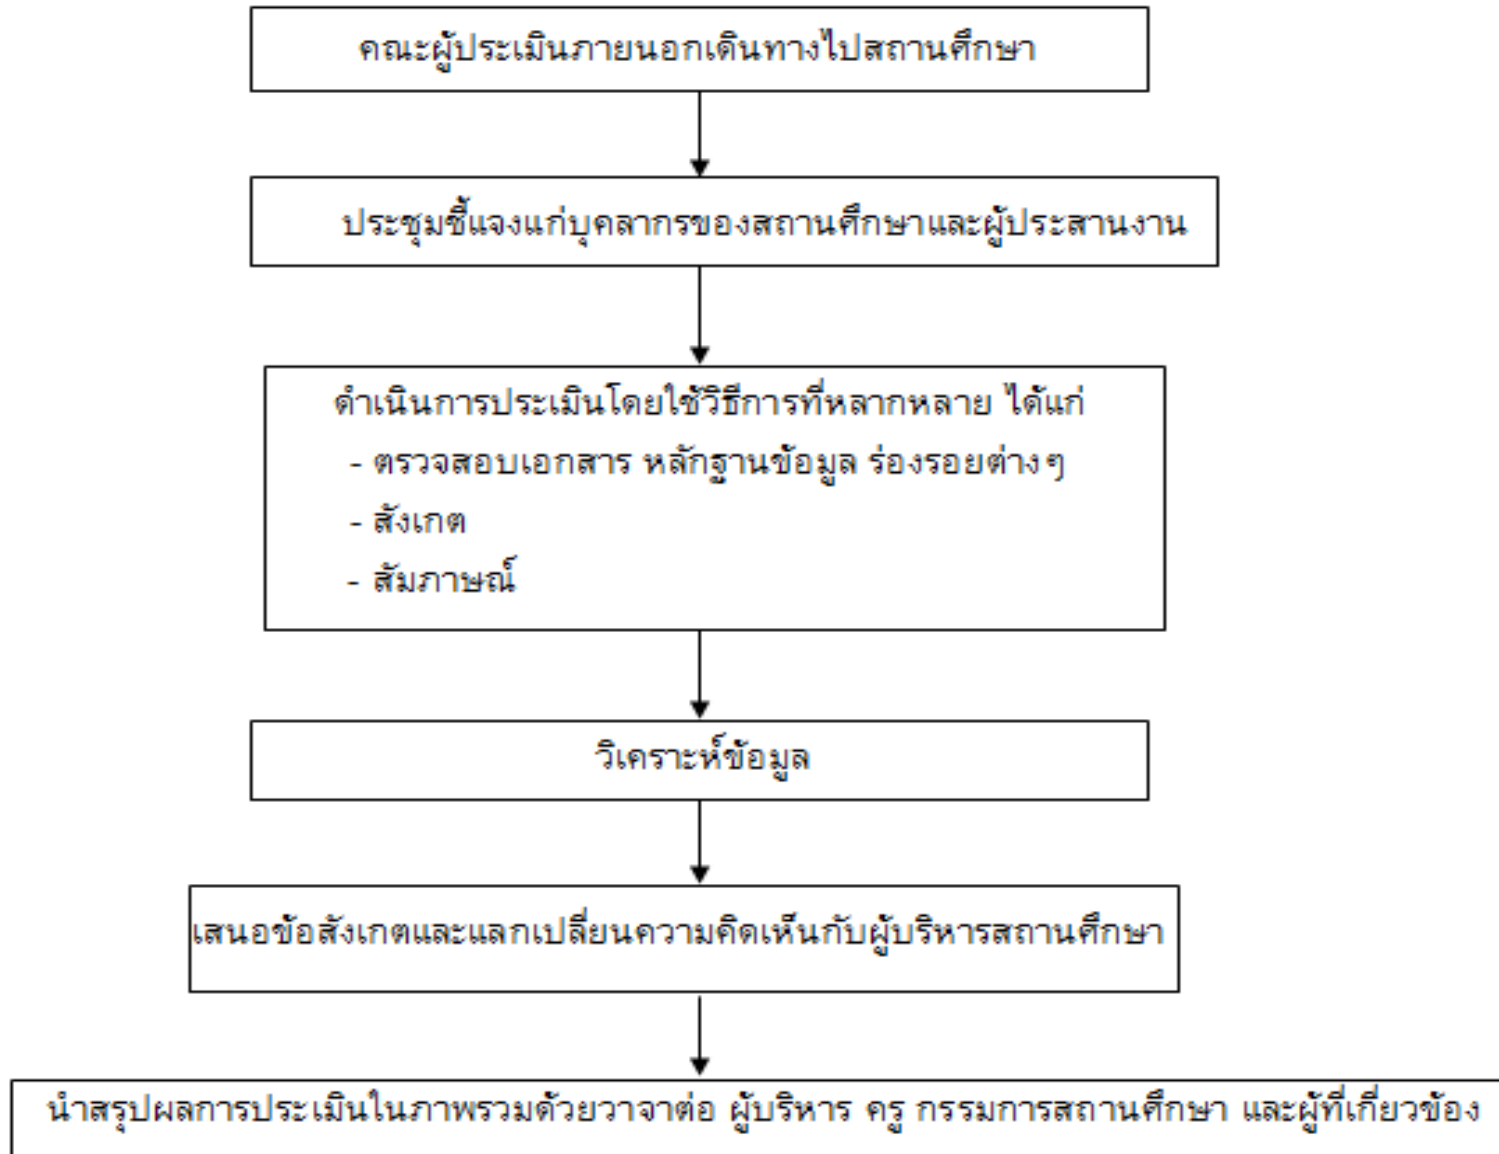 คณะผู้ประเมินภายนอกเดินทางไปสถานศึกษา
ประชุมชี้แจงแก่บุคลากรของสถานศึกษาและผู้ประสานงาน
ดำเนินการประเมินโดยใช้วิธีการที่หลากหลาย ได้แก่
- ตรวจสอบเอกสาร หลักฐานข้อมูล ร่องรอยต่างๆ
- สังเกต
- สัมภาษณ์
วิเคราะห์ข้อมูล
เสนอข้อสังเกตและแลกเปลี่ยนความคิดเห็นกับผู้บริหารสถานศึกษา
นำสรุปผลการประเมินในภาพรวมด้วยวาจาต่อ ผู้บริหาร ครู กรรมการสถานศึกษา และผู้ที่เกี่ยวข้อง